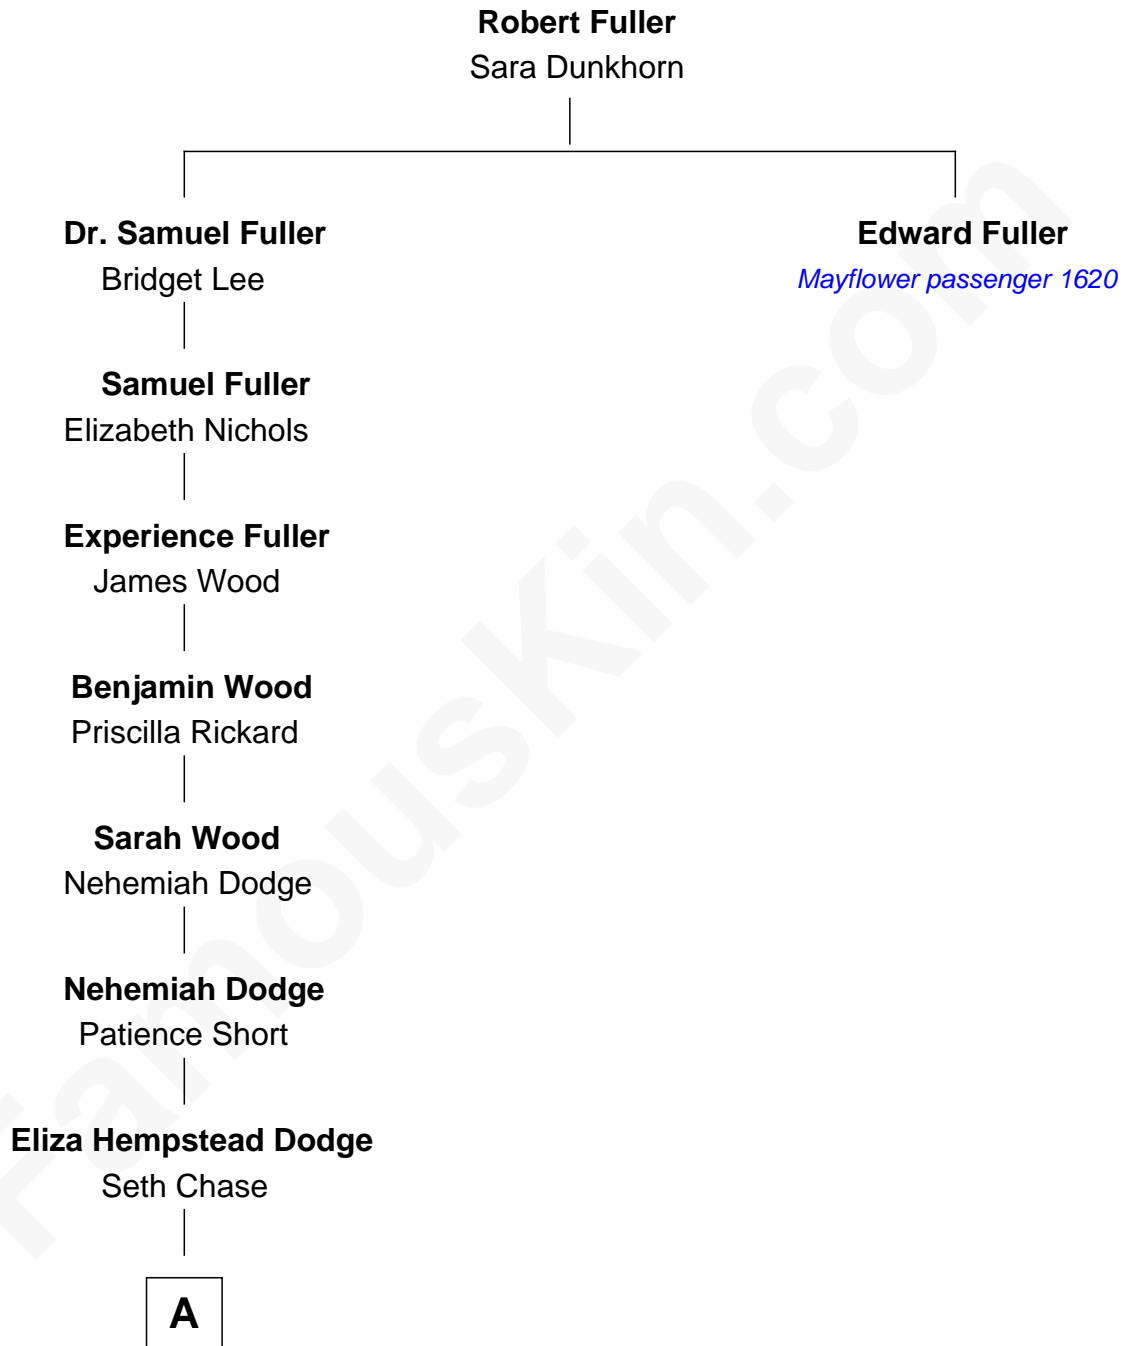 Robert Fuller
Sara Dunkhorn
Dr. Samuel Fuller
Bridget Lee
Edward Fuller
Mayflower passenger 1620
Samuel Fuller
Elizabeth Nichols
Experience Fuller
James Wood
Benjamin Wood
Priscilla Rickard
Sarah Wood
Nehemiah Dodge
Nehemiah Dodge
Patience Short
Eliza Hempstead Dodge
Seth Chase
A
FamousKin.com